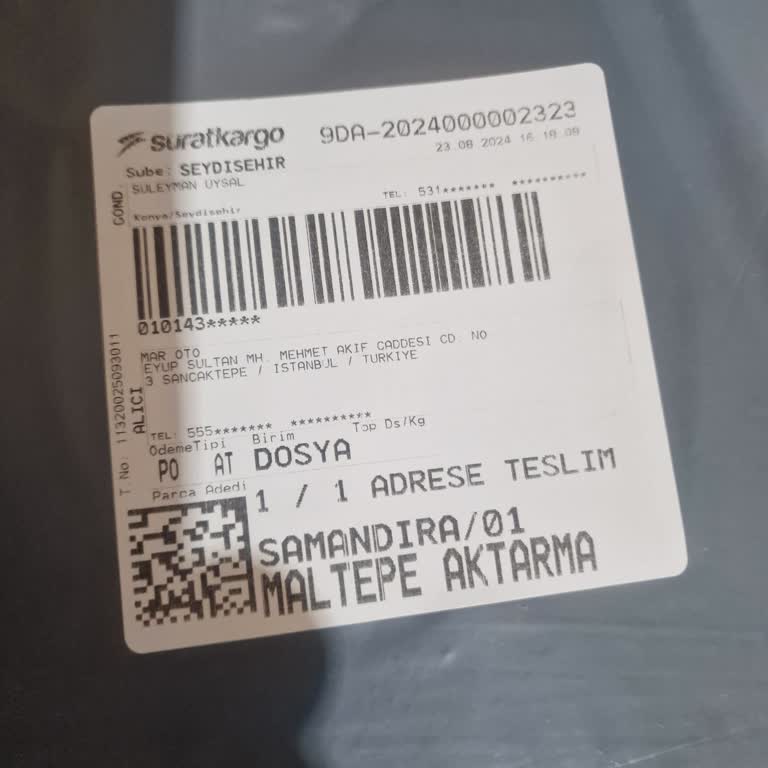 suratkargo
9DA-2024000002323
23.08.2024 16:18:09
Sube: SEYDISEHIR
SULEYMAN UYSAL
TEL: 531******* **********
GOND.
Konya/Seydisehir
010143*****
MAR OTO
EYUP SULTAN MH. MEHMET AKIF CADDESI CD. NO
3 SANCAKTEPE / ISTANBUL / TURKIYE
ALICI
T.No: 11320025093011
TEL: 555******* **********
OdemeTipi Birim Top Ds/Kg
PO AT DOSYA
Parca Adedi
1 / 1 ADRESE TESLIM
SAMANDIRA/01
MALTEPE AKTARMA